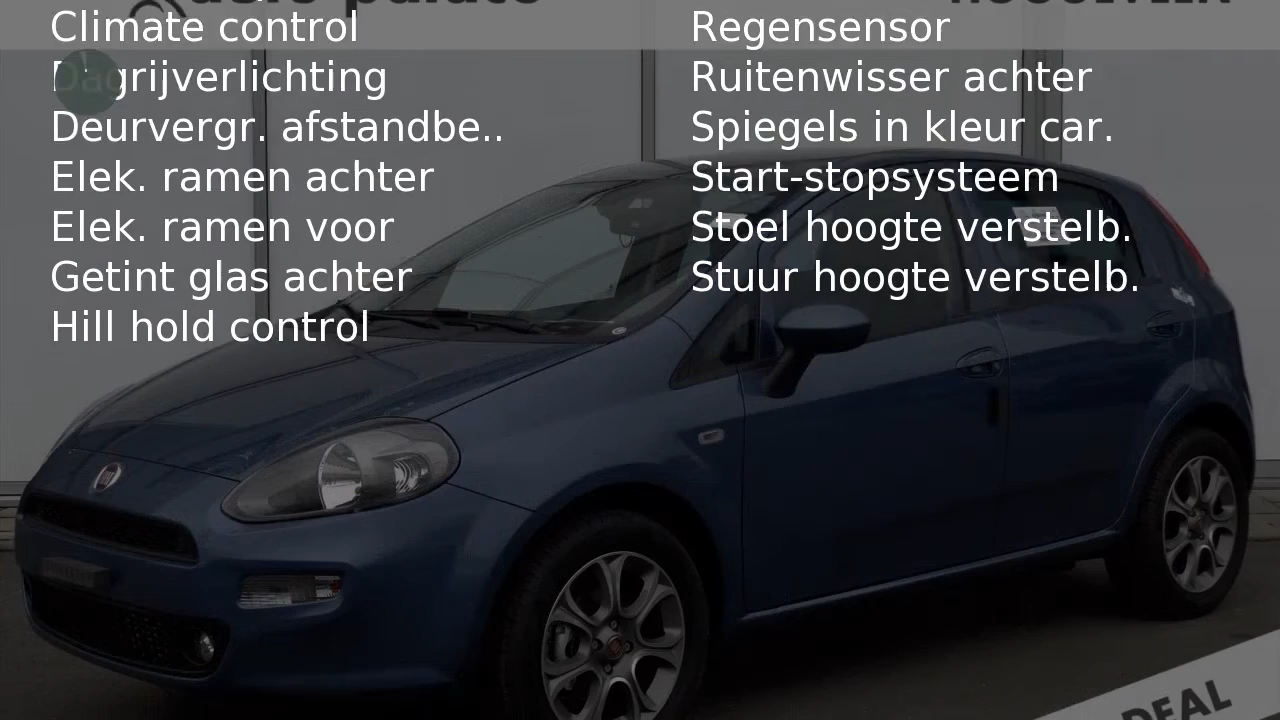 Climate control
Dagrijverlichting
Deurvergr. afstandbe..
Elek. ramen achter
Elek. ramen voor
Getint glas achter
Hill hold control
Regensensor
Ruitenwisser achter
Spiegels in kleur car.
Start-stopsysteem
Stoel hoogte verstelb.
Stuur hoogte verstelb.
DEAL